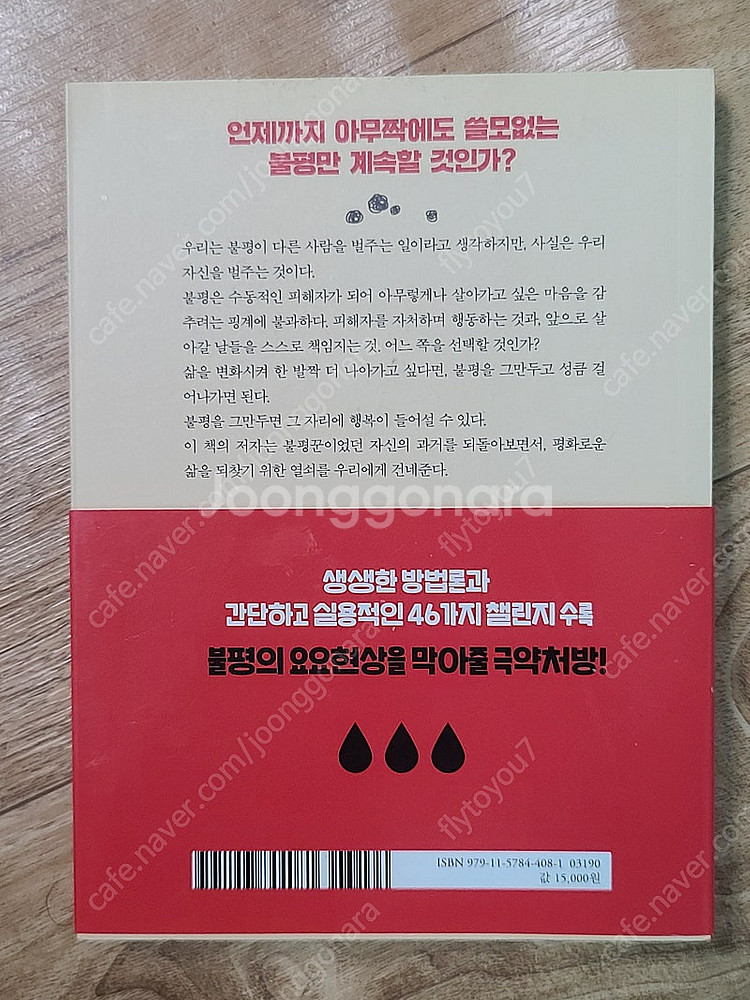 언제까지 아무짝에도 쓸모없는
불평만 계속할 것인가?
우리는 불평이 다른 사람을 벌주는 일이라고 생각하지만, 사실은 우리
자신을 벌주는 것이다.
불평은 수동적인 피해자가 되어 아무렇게나 살아가고 싶은 마음을 감
추려는 핑계에 불과하다. 피해자를 자처하며 행동하는 것과, 앞으로 살
아갈 날들을 스스로 책임지는 것. 어느 쪽을 선택할 것인가?
삶을 변화시켜 한 발짝 더 나아가고 싶다면, 불평을 그만두고 성큼 걸
어나가면 된다.
불평을 그만두면 그 자리에 행복이 들어설 수 있다.
이 책의 저자는 불평꾼이었던 자신의 과거를 되돌아보면서, 평화로운
삶을 되찾기 위한 열쇠를 우리에게 건네준다.
Joonggonara
생생한 방법론과
간단하고 실용적인 46가지 챌린지 수록
불평의 요요현상을 막아줄 극약처방!
ISBN 979-11-5784-408-1 03190
값 15,000원
cafe.naver.com/joonggonara
flytoyou7